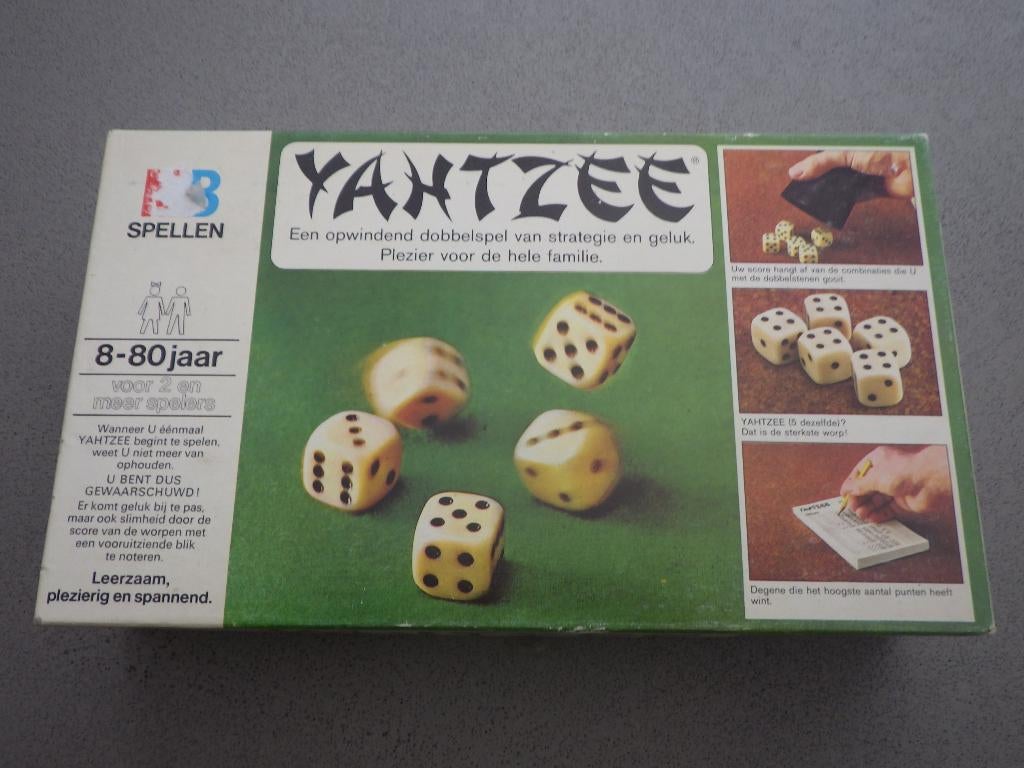 B
SPELLEN
8-80 jaar
voor 2 en
meer spelers
Wanneer U éénmaal
YAHTZEE begint te spelen,
weet U niet meer van
ophouden.
U BENT DUS
GEWAARSCHUWD!
Er komt geluk bij te pas,
maar ook slimheid door de
score van de worpen met
een vooruitziende blik
te noteren.
Leerzaam,
plezierig en spannend.
YAHTZEE®
Een opwindend dobbelspel van strategie en geluk.
Plezier voor de hele familie.
Uw score hangt af van de combinaties die U
met de dobbelstenen gooit.
YAHTZEE (5 dezelfde)?
Dat is de sterkste worp!
YAHTZEE
Degene die het hoogste aantal punten heeft
wint.